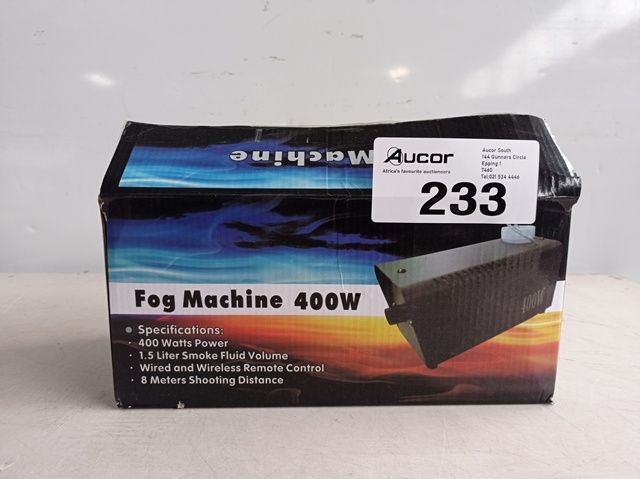 Machine
Aucor
Africa's favourite auctioneers
Aucor South
144 Gunners Circle
Epping 1
7460
Tel:021 534 4446
233
Fog Machine 400W
Specifications:
· 400 Watts Power
· 1.5 Liter Smoke Fluid Volume
· Wired and Wireless Remote Control
· 8 Meters Shooting Distance
400W